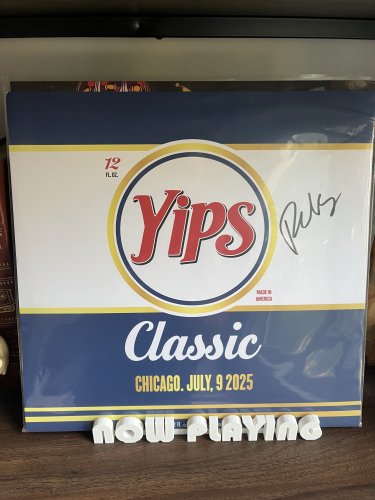 12
FL. OZ.
Yips
MADE IN
AMERICA
Classic
CHICAGO. JULY, 9 2025
NOW PLAYING